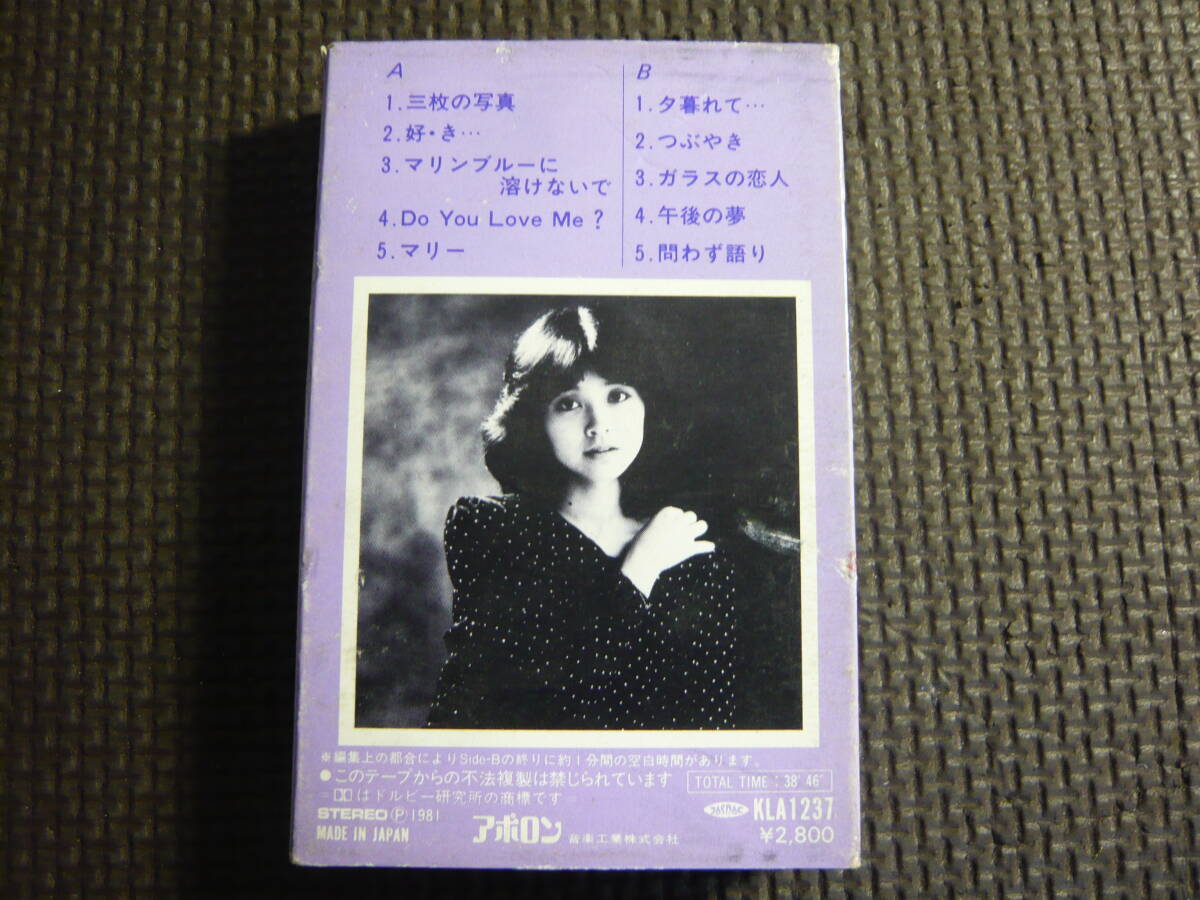 A
1.三枚の写真
2.好・き…
3.マリンブルーに
溶けないで
4.Do You Love Me ?
5.マリー
B
1.夕暮れて…
2.つぶやき
3.ガラスの恋人
4.午後の夢
5.問わず語り
※編集上の都合によりSide-Bの終りに約1分間の空白時間があります。
●このテープからの不法複製は禁じられています
TOTAL TIME : 38' 46"
はドルビー研究所の商標です
STEREO Ⓟ 1981
アポロン 音楽工業株式会社
KLA1237
MADE IN JAPAN
¥2,800